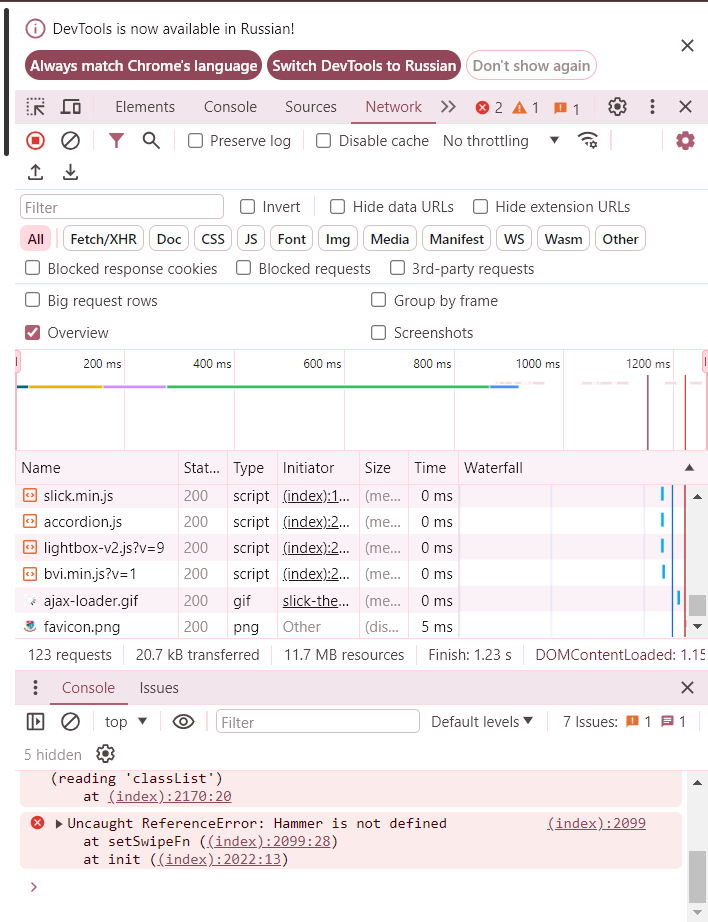 DevTools is now available in Russian!
Always match Chrome's language Switch DevTools to Russian Don't show again
Elements Console Sources Network 2 1 1
Preserve log Disable cache No throttling
Filter Invert Hide data URLs Hide extension URLs
All Fetch/XHR Doc CSS JS Font Img Media Manifest WS Wasm Other
Blocked response cookies Blocked requests 3rd-party requests
Big request rows Group by frame
Overview Screenshots
200 ms 400 ms 600 ms 800 ms 1000 ms 1200 ms
Name Stat... Type Initiator Size Time Waterfall
slick.min.js 200 script (index):1... (me... 0 ms
accordion.js 200 script (index):2... (me... 0 ms
lightbox-v2.js?v=9 200 script (index):2... (me... 0 ms
bvi.min.js?v=1 200 script (index):2... (me... 0 ms
ajax-loader.gif 200 gif slick-the... (me... 0 ms
favicon.png 200 png Other (dis... 5 ms
123 requests 20.7 kB transferred 11.7 MB resources Finish: 1.23 s DOMContentLoaded: 1.15
Console Issues
top Filter Default levels 7 Issues: 1 1
5 hidden
(reading 'classList')
at (index):2170:20
Uncaught ReferenceError: Hammer is not defined (index):2099
at setSwipeFn ((index):2099:28)
at init ((index):2022:13)